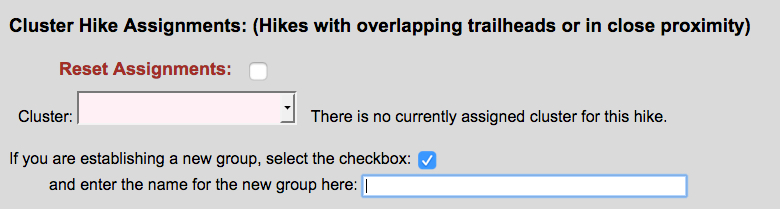 Cluster Hike Assignments: (Hikes with overlapping trailheads or in close proximity)
Reset Assignments:
Cluster: There is no currently assigned cluster for this hike.
If you are establishing a new group, select the checkbox:
and enter the name for the new group here: